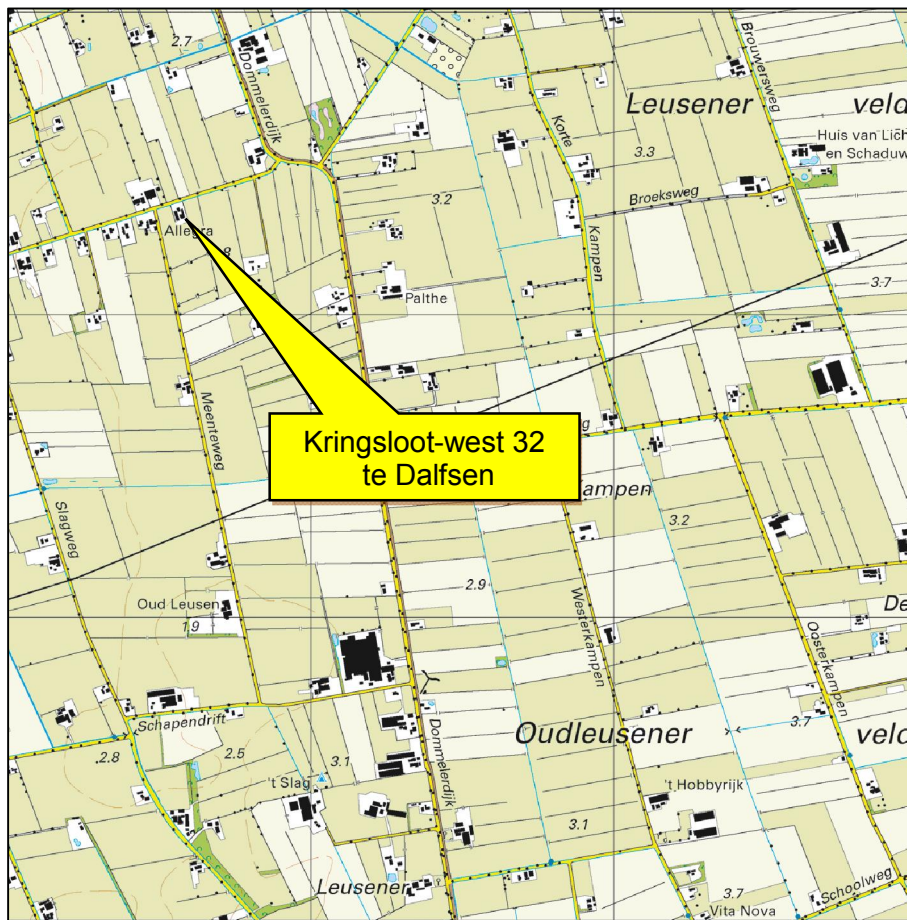 2.7
Dommelerdijk
Brouwersweg
Leusener
veld
Huis van Lich
en Schaduw
Korte
3.3
3.2
Broeksweg
Allegra
Kampen
Palthe
3.7
Meenteweg
Kringsloot-west 32
te Dalfsen
g
ampen
Slagweg
3.2
2.9
Oud Leusen
1.9
Westerkampen
De
Oosterkampen
Schapendrift
Dommelerdijk
Oudleusener
3.7
veld
2.8
2.5
3.1
't Slag
't Hobbyrijk
3.1
Leusener
3.7
Schoolweg
Vita Nova